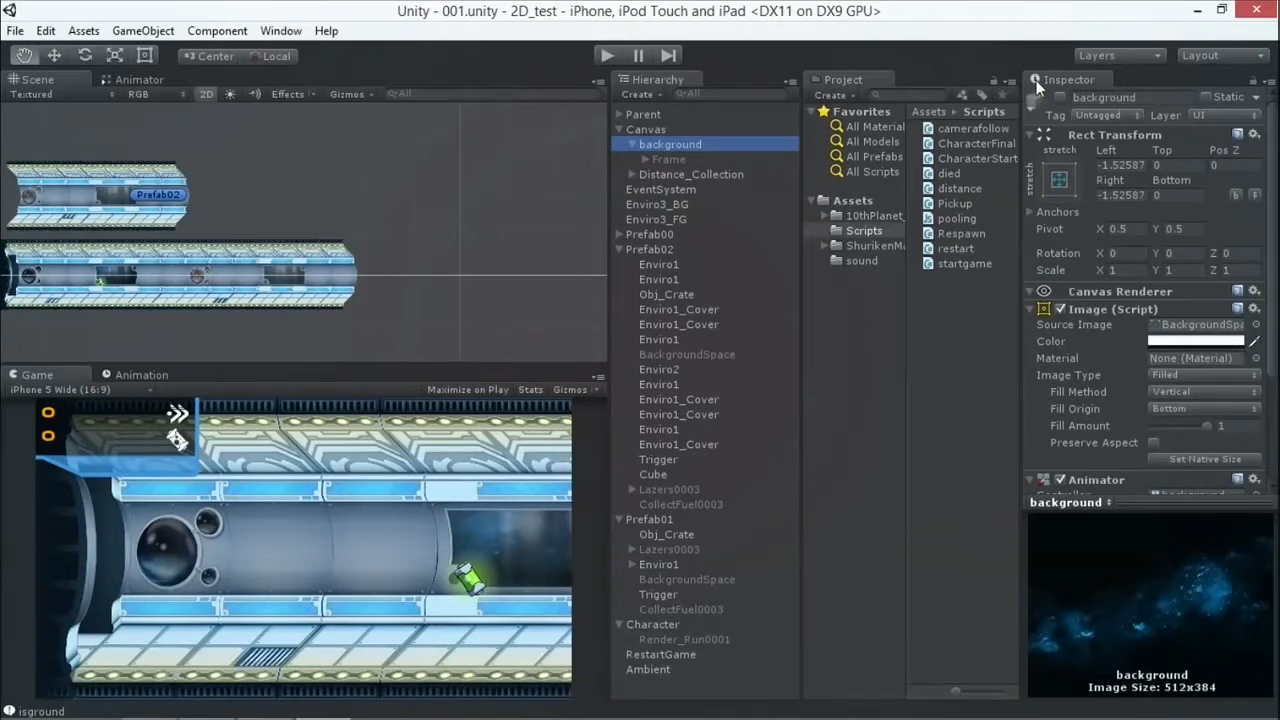 Unity - 001.unity - 2D_test - iPhone, iPod Touch and iPad <DX11 on DX9 GPU>
File Edit Assets GameObject Component Window Help
Center Local Layers Layout
Scene Animator
Textured RGB 2D Effects Gizmos All
Prefab02
Game Animation
iPhone 5 Wide (16:9) Maximize on Play Stats Gizmos
0
0
Hierarchy
Create All
Parent
Canvas
background
Frame
Distance_Collection
EventSystem
Enviro3_BG
Enviro3_FG
Prefab00
Prefab02
Enviro1
Enviro1
Obj_Crate
Enviro1_Cover
Enviro1_Cover
Enviro1
BackgroundSpace
Enviro2
Enviro1
Enviro1_Cover
Enviro1_Cover
Enviro1
Enviro1_Cover
Trigger
Cube
Lazers0003
CollectFuel0003
Prefab01
Obj_Crate
Lazers0003
Enviro1
BackgroundSpace
Trigger
CollectFuel0003
Character
Render_Run0001
RestartGame
Ambient
Project
Create
Favorites
All Material
All Models
All Prefabs
All Scripts
Assets
10thPlanet_
Scripts
ShurikenMa
sound
Assets Scripts
camerafollow
CharacterFinal
CharacterStart
died
distance
Pickup
pooling
Respawn
restart
startgame
Inspector
background Static
Tag Untagged Layer UI
Rect Transform
stretch Left Top Pos Z
stretch -1.52587 0 0
Right Bottom
-1.52587 0
Anchors
Pivot X 0.5 Y 0.5
Rotation X 0 Y 0 Z 0
Scale X 1 Y 1 Z 1
Canvas Renderer
Image (Script)
Source Image BackgroundSpa
Color
Material None (Material)
Image Type Filled
Fill Method Vertical
Fill Origin Bottom
Fill Amount 1
Preserve Aspect
Set Native Size
Animator
background
background
Image Size: 512x384
isground